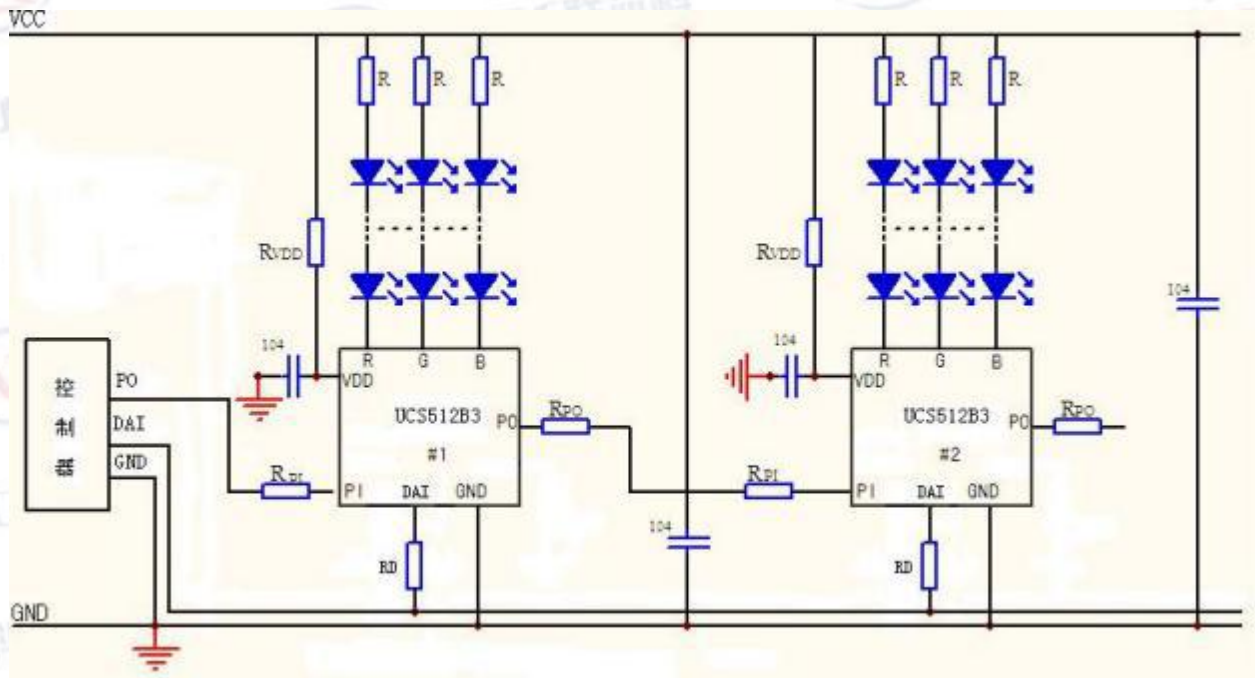 VCC
R R R R R R
RVDD RVDD
104
104 104
R G B R G B
控制器
PO
DAI
GND
VDD VDD
UCS512B3 PO RPO UCS512B3 PO RPO
#1 #2
RPI RPI
PI DAI GND PI DAI GND
104
RD RD
GND